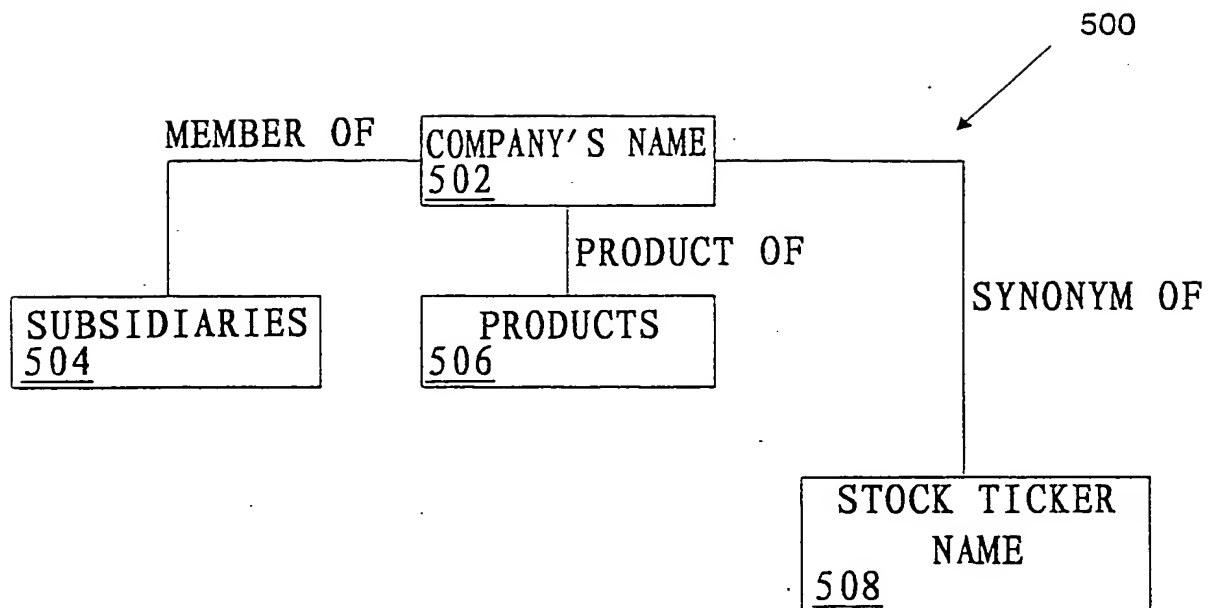 500
MEMBER OF
COMPANY'S NAME
502
PRODUCT OF
SYNONYM OF
SUBSIDIARIES
504
PRODUCTS
506
STOCK TICKER
NAME
508